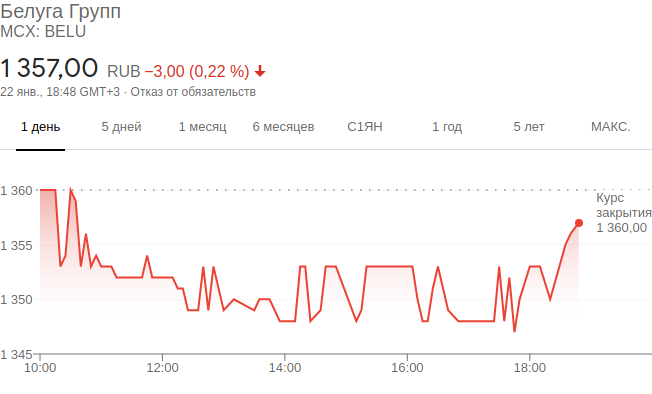 Белуга Групп
MCX: BELU
1 357,00 RUB −3,00 (0,22 %) ↓
22 янв., 18:48 GMT+3 · Отказ от обязательств
1 день 5 дней 1 месяц 6 месяцев С1ЯН 1 год 5 лет МАКС.
1 360
Курс
закрытия
1 360,00
1 355
1 350
1 345
10:00 12:00 14:00 16:00 18:00